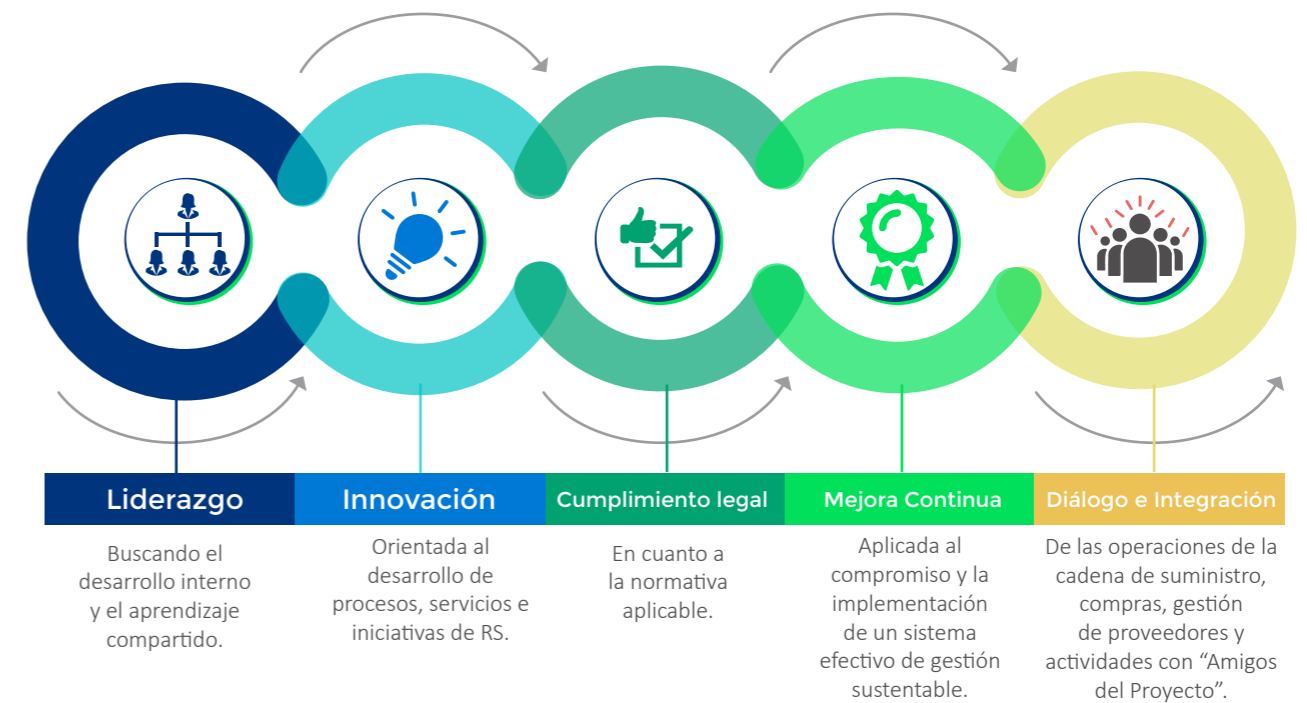 Liderazgo
Buscando el
desarrollo interno
y el aprendizaje
compartido.
Innovación
Orientada al
desarrollo de
procesos, servicios e
iniciativas de RS.
Cumplimiento legal
En cuanto a
la normativa
aplicable.
Mejora Continua
Aplicada al
compromiso y la
implementación
de un sistema
efectivo de gestión
sustentable.
Diálogo e Integración
De las operaciones de la
cadena de suministro,
compras, gestión
de proveedores y
actividades con “Amigos
del Proyecto”.